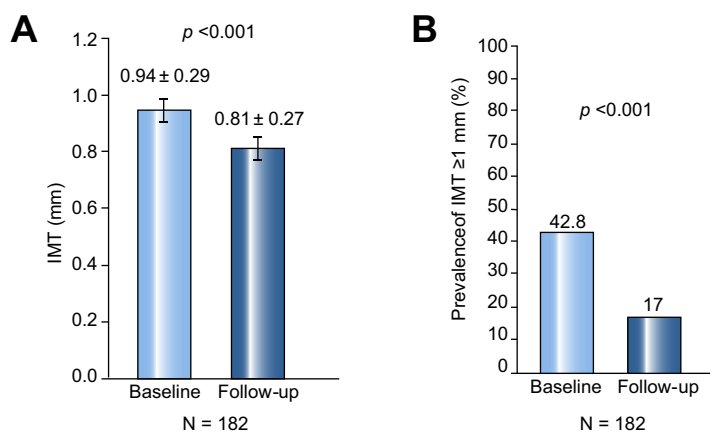 A
p <0.001
IMT (mm)
1.2
1.0
0.8
0.6
0.4
0.2
0.0
0.94 ± 0.29
0.81 ± 0.27
Baseline
Follow-up
N = 182
B
p <0.001
Prevalenceof IMT ≥1 mm (%)
100
90
80
70
60
50
40
30
20
10
0
42.8
17
Baseline
Follow-up
N = 182